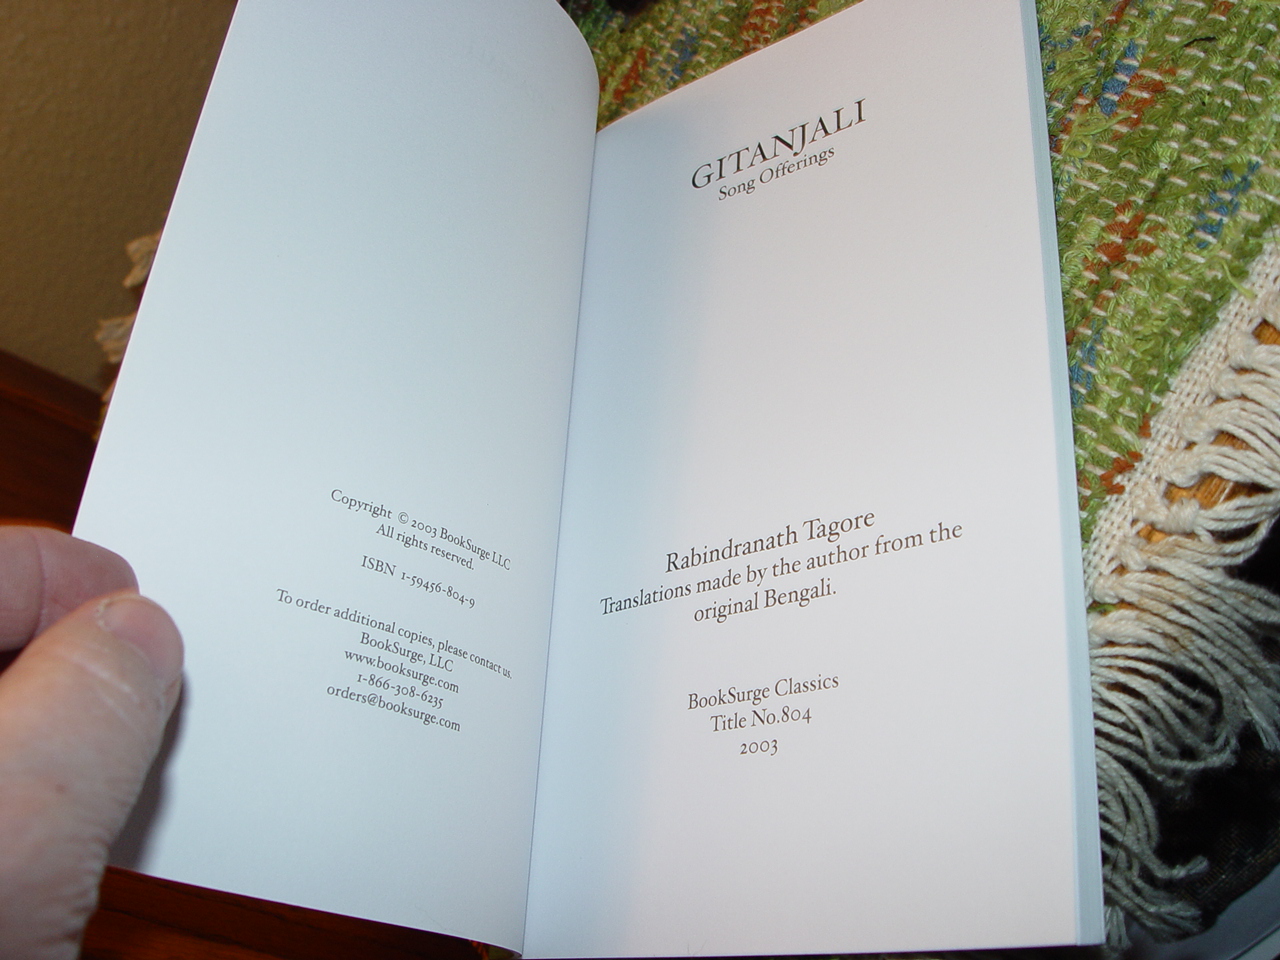 Copyright © 2003 BookSurge LLC
All rights reserved.
ISBN 1-59456-804-9
To order additional copies, please contact us.
BookSurge, LLC
www.booksurge.com
1-866-308-6235
orders@booksurge.com
GITANJALI
Song Offerings
Rabindranath Tagore
Translations made by the author from the
original Bengali.
BookSurge Classics
Title No.804
2003